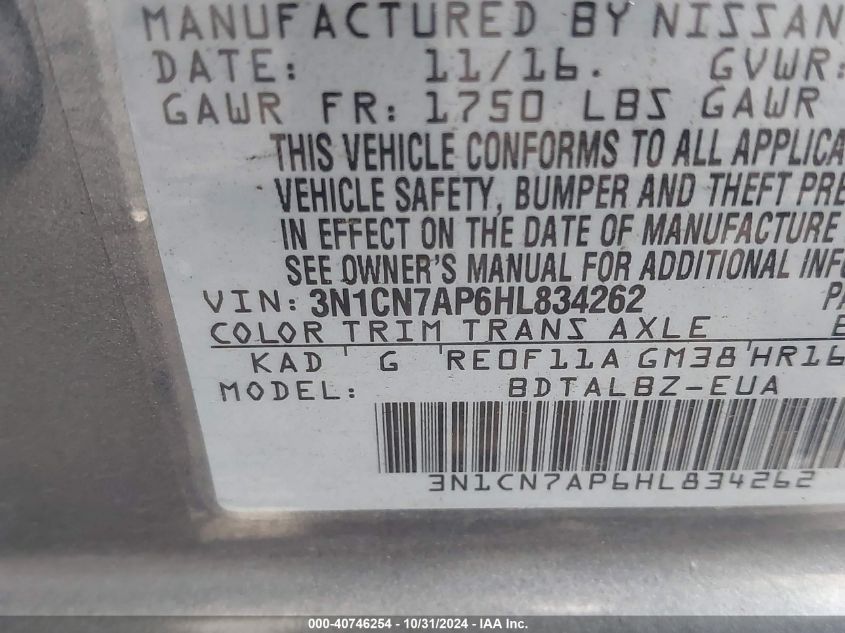 MANUFACTURED BY NISSAN
DATE: 11/16. GVWR:
GAWR FR: 1750 LBS GAWR
THIS VEHICLE CONFORMS TO ALL APPLICA
VEHICLE SAFETY, BUMPER AND THEFT PRE
IN EFFECT ON THE DATE OF MANUFACTURE
SEE OWNER'S MANUAL FOR ADDITIONAL INFO
VIN: 3N1CN7AP6HL834262 PA
COLOR TRIM TRANS AXLE E
KAD G RE0F11A GM38 HR16
MODEL: BDTALBZ-EUA
3N1CN7AP6HL834262
000-40746254 - 10/31/2024 - IAA Inc.